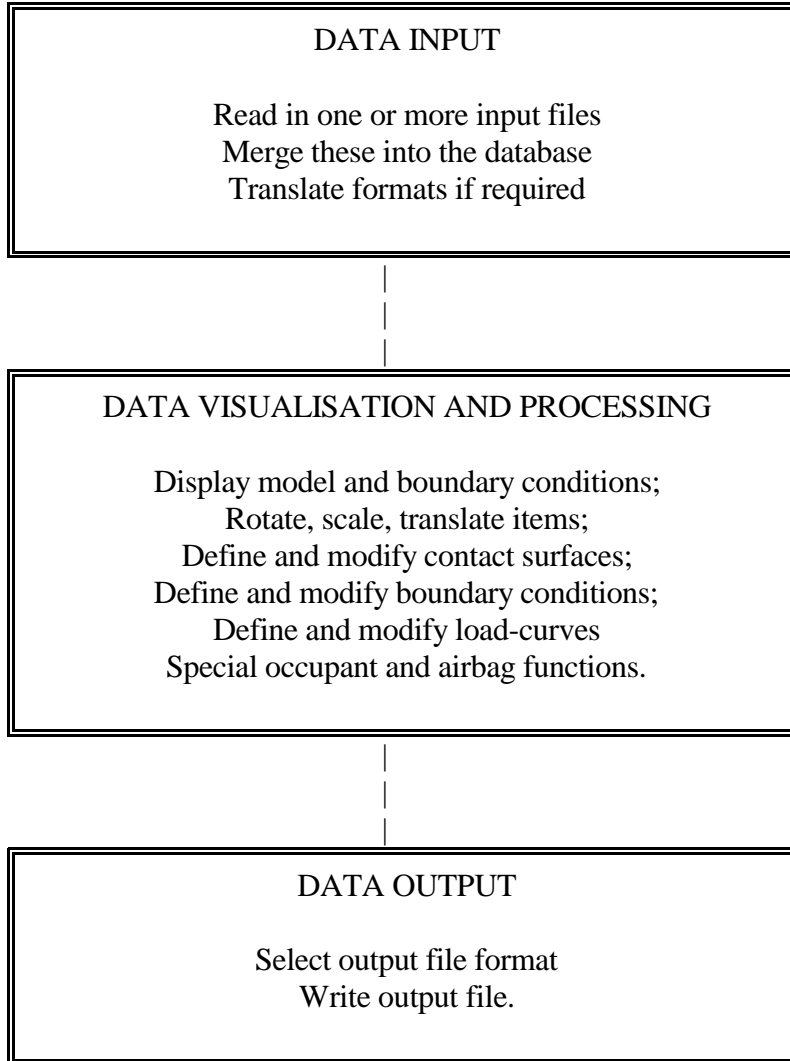 DATA INPUT
Read in one or more input files
Merge these into the database
Translate formats if required
DATA VISUALISATION AND PROCESSING
Display model and boundary conditions;
Rotate, scale, translate items;
Define and modify contact surfaces;
Define and modify boundary conditions;
Define and modify load-curves
Special occupant and airbag functions.
DATA OUTPUT
Select output file format
Write output file.